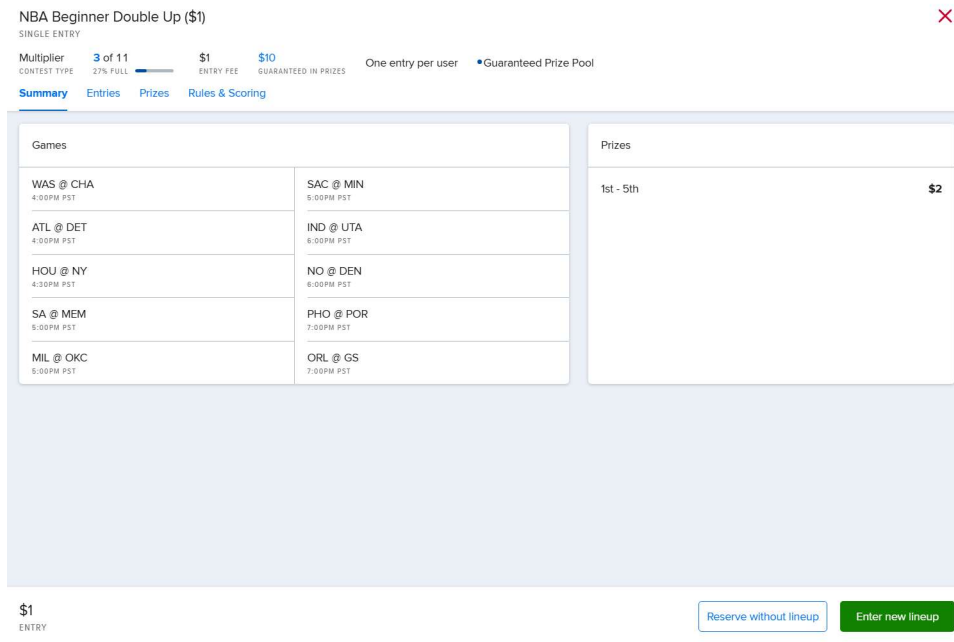 NBA Beginner Double Up ($1)
SINGLE ENTRY
Multiplier
CONTEST TYPE
3 of 11
27% FULL
$1
ENTRY FEE
$10
GUARANTEED IN PRIZES
One entry per user
Guaranteed Prize Pool
Summary Entries Prizes Rules & Scoring
Games
WAS @ CHA
4:00PM PST
ATL @ DET
4:00PM PST
HOU @ NY
4:30PM PST
SA @ MEM
5:00PM PST
MIL @ OKC
5:00PM PST
SAC @ MIN
5:00PM PST
IND @ UTA
6:00PM PST
NO @ DEN
6:00PM PST
PHO @ POR
7:00PM PST
ORL @ GS
7:00PM PST
Prizes
1st - 5th $2
$1
ENTRY
Reserve without lineup
Enter new lineup